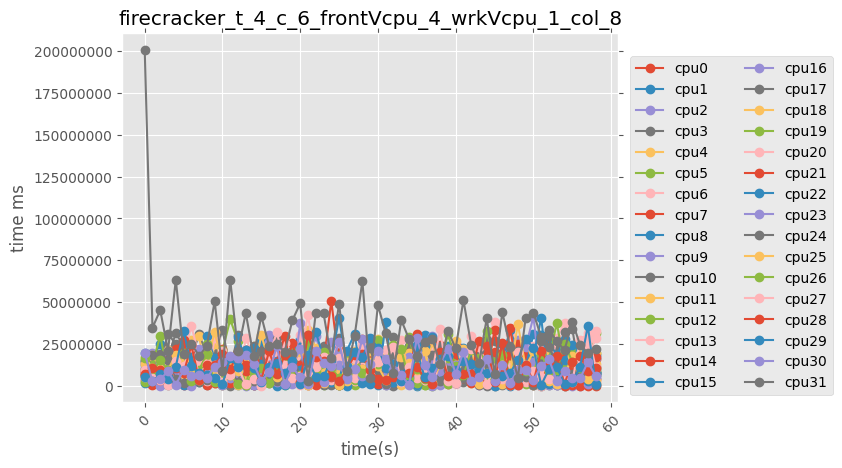 firecracker_t_4_c_6_frontVcpu_4_wrkVcpu_1_col_8
200000000
175000000
150000000
125000000
100000000
75000000
50000000
25000000
0
time ms
0 10 20 30 40 50 60
time(s)
cpu0 cpu16
cpu1 cpu17
cpu2 cpu18
cpu3 cpu19
cpu4 cpu20
cpu5 cpu21
cpu6 cpu22
cpu7 cpu23
cpu8 cpu24
cpu9 cpu25
cpu10 cpu26
cpu11 cpu27
cpu12 cpu28
cpu13 cpu29
cpu14 cpu30
cpu15 cpu31